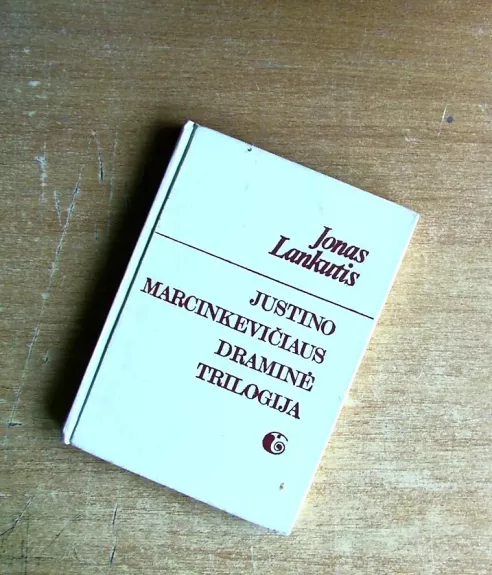 Jonas
Lankutis
JUSTINO
MARCINKEVIČIAUS
DRAMINĖ
TRILOGIJA